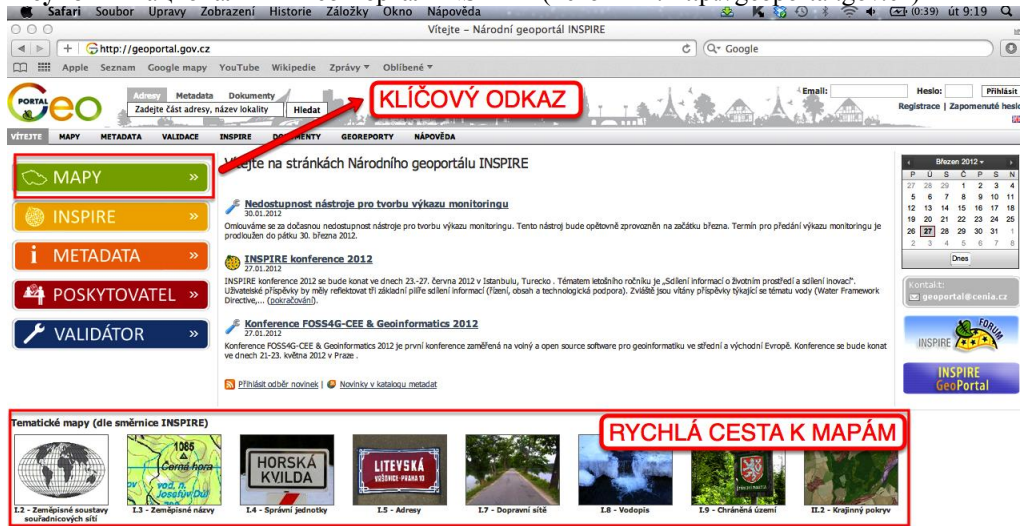 Safari Soubor Úpravy Zobrazení Historie Záložky Okno Nápověda (0:39) út 9:19
Vítejte – Národní geoportál INSPIRE
http://geoportal.gov.cz
Google
Apple Seznam Google mapy YouTube Wikipedie Zprávy Oblíbené
PORTAL
Geo
Adresy Metadata Dokumenty
Zadejte část adresy, název lokality Hledat
KLÍČOVÝ ODKAZ
Email: Heslo: Přihlásit
Registrace | Zapomenuté heslo
VÍTEJTE MAPY METADATA VALIDACE INSPIRE DOKUMENTY GEOREPORTY NÁPOVĚDA
MAPY »
INSPIRE »
METADATA »
POSKYTOVATEL »
VALIDÁTOR »
Vítejte na stránkách Národního geoportálu INSPIRE
Nedostupnost nástroje pro tvorbu výkazu monitoringu
30.01.2012
Omlouváme se za dočasnou nedostupnost nástroje pro tvorbu výkazu monitoringu. Tento nástroj bude opětovně zprovozněn na začátku března. Termín pro předání výkazu monitoringu je
prodloužen do pátku 30. března 2012.
INSPIRE konference 2012
27.01.2012
INSPIRE konference 2012 se bude konat ve dnech 23.-27. června 2012 v Istanbulu, Turecko . Tématem letošního ročníku je „Sdílení informací o životním prostředí a sdílení inovací“.
Uživatelské příspěvky by měly reflektovat tři základní pilíře sdílení informací (řízení, obsah a technologická podpora). Zvláště jsou vítány příspěvky týkající se tématu vody (Water Framework
Directive,... (pokračování).
Konference FOSS4G-CEE & Geoinformatics 2012
27.01.2012
Konference FOSS4G-CEE & Geoinformatics 2012 je první konference zaměřená na volný a open source software pro geoinformatiku ve střední a východní Evropě. Konference se bude konat
ve dnech 21-23. května 2012 v Praze .
Přihlásit odběr novinek | Novinky v katalogu metadat
Březen 2012
P Ú S Č P S N
27 28 29 1 2 3 4
5 6 7 8 9 10 11
12 13 14 15 16 17 18
19 20 21 22 23 24 25
26 27 28 29 30 31 1
2 3 4 5 6 7 8
Dnes
Kontakt:
geoportal@cenia.cz
INSPIRE FORUM
INSPIRE
GeoPortal
Tematické mapy (dle směrnice INSPIRE)
RYCHLÁ CESTA K MAPÁM
1085
Černá hora
vod. n.
Josefův Důl
HORSKÁ
KVILDA
LITEVSKÁ
VRŠOVICE-PRAHA 10
I.2 - Zeměpisné soustavy
souřadnicových sítí
I.3 - Zeměpisné názvy
I.4 - Správní jednotky
I.5 - Adresy
I.7 - Dopravní sítě
I.8 - Vodopis
I.9 - Chráněná území
II.2 - Krajinný pokryv